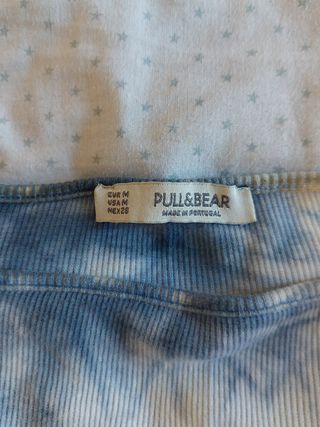 EUR M
USA M
MEX 28
PULL&BEAR
MADE IN PORTUGAL